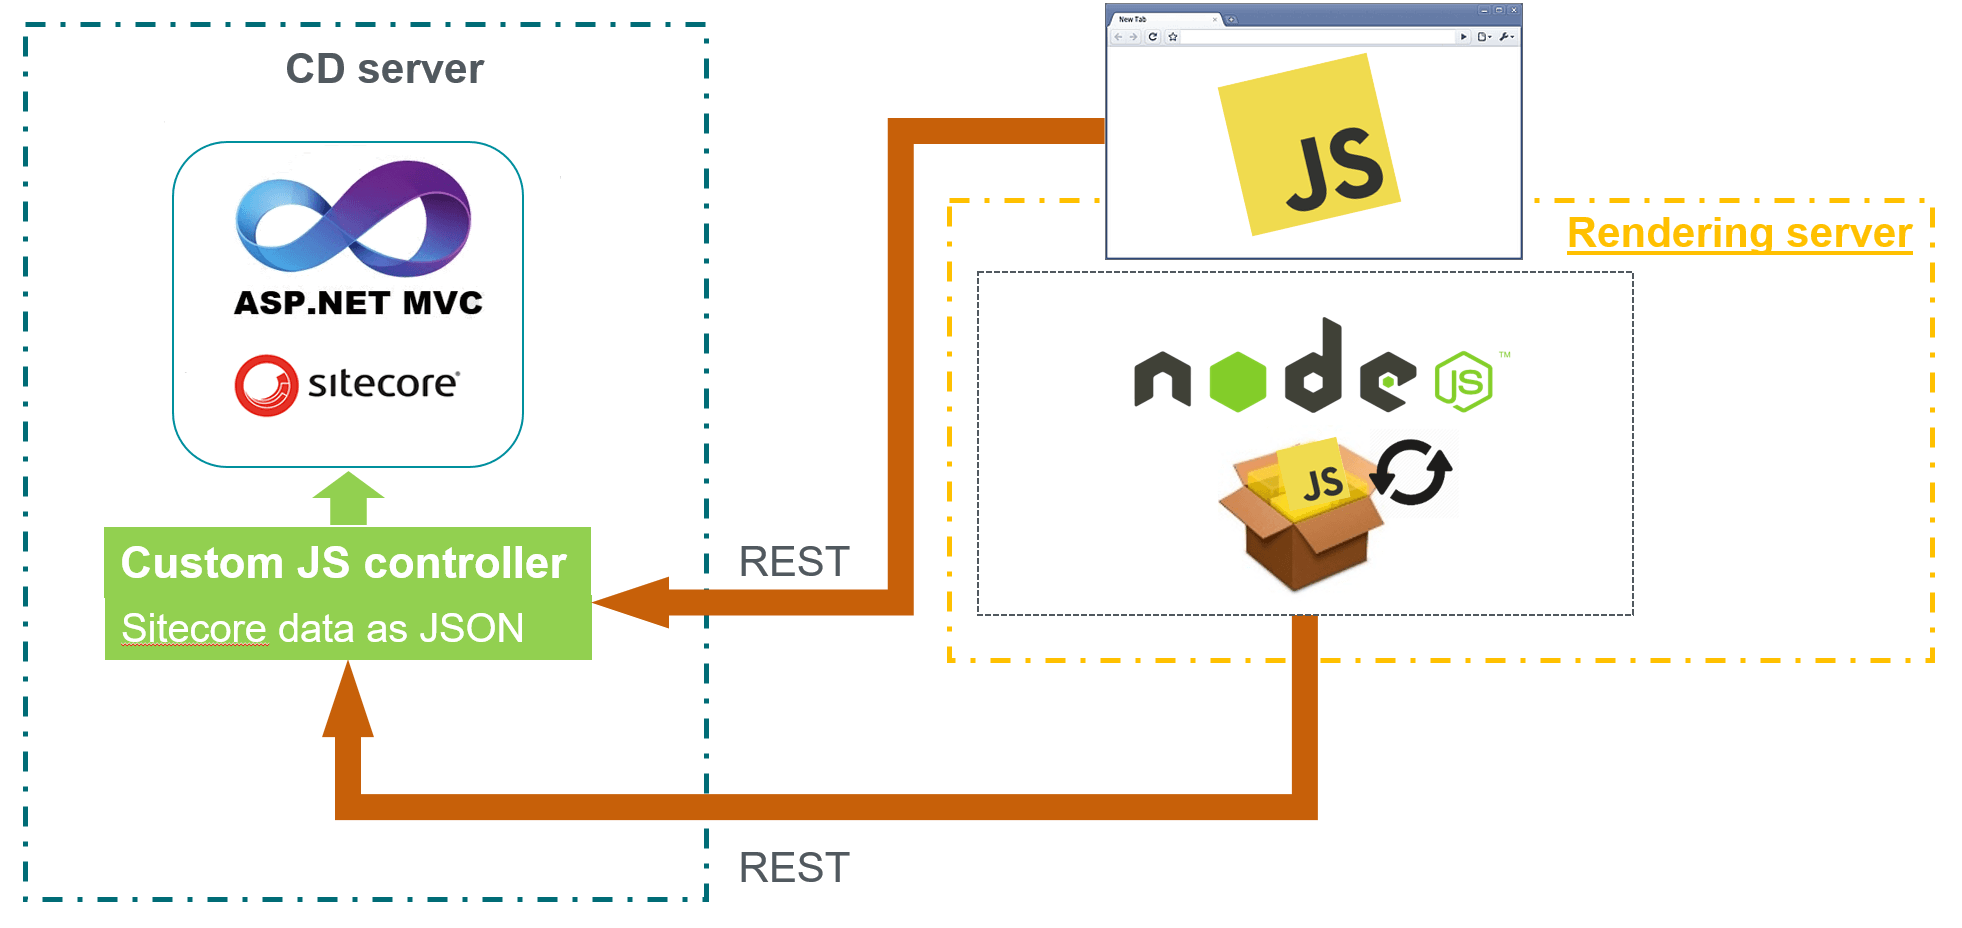 CD server
ASP.NET MVC
sitecore
Custom JS controller
Sitecore data as JSON
REST
REST
New Tab
JS
Rendering server
node
JS
TM
JS